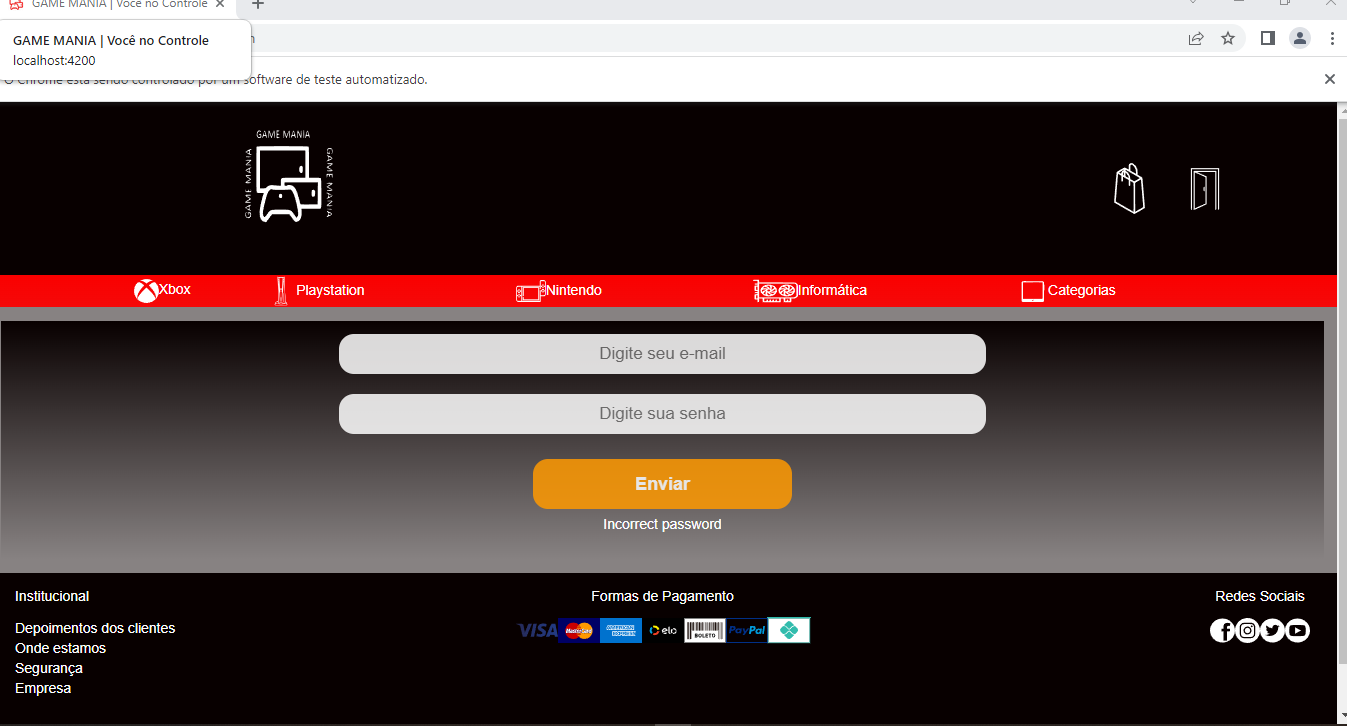 GAME MANIA | Você no Controle
GAME MANIA | Você no Controle
localhost:4200
O Chrome está sendo controlado por um software de teste automatizado.
GAME MANIA
GAME MANIA
GAME MANIA
Xbox
Playstation
Nintendo
Informática
Categorias
Digite seu e-mail
Digite sua senha
Enviar
Incorrect password
Institucional
Formas de Pagamento
Redes Sociais
Depoimentos dos clientes
Onde estamos
Segurança
Empresa
VISA
MasterCard
AMERICAN EXPRESS
elo
BOLETO
PayPal